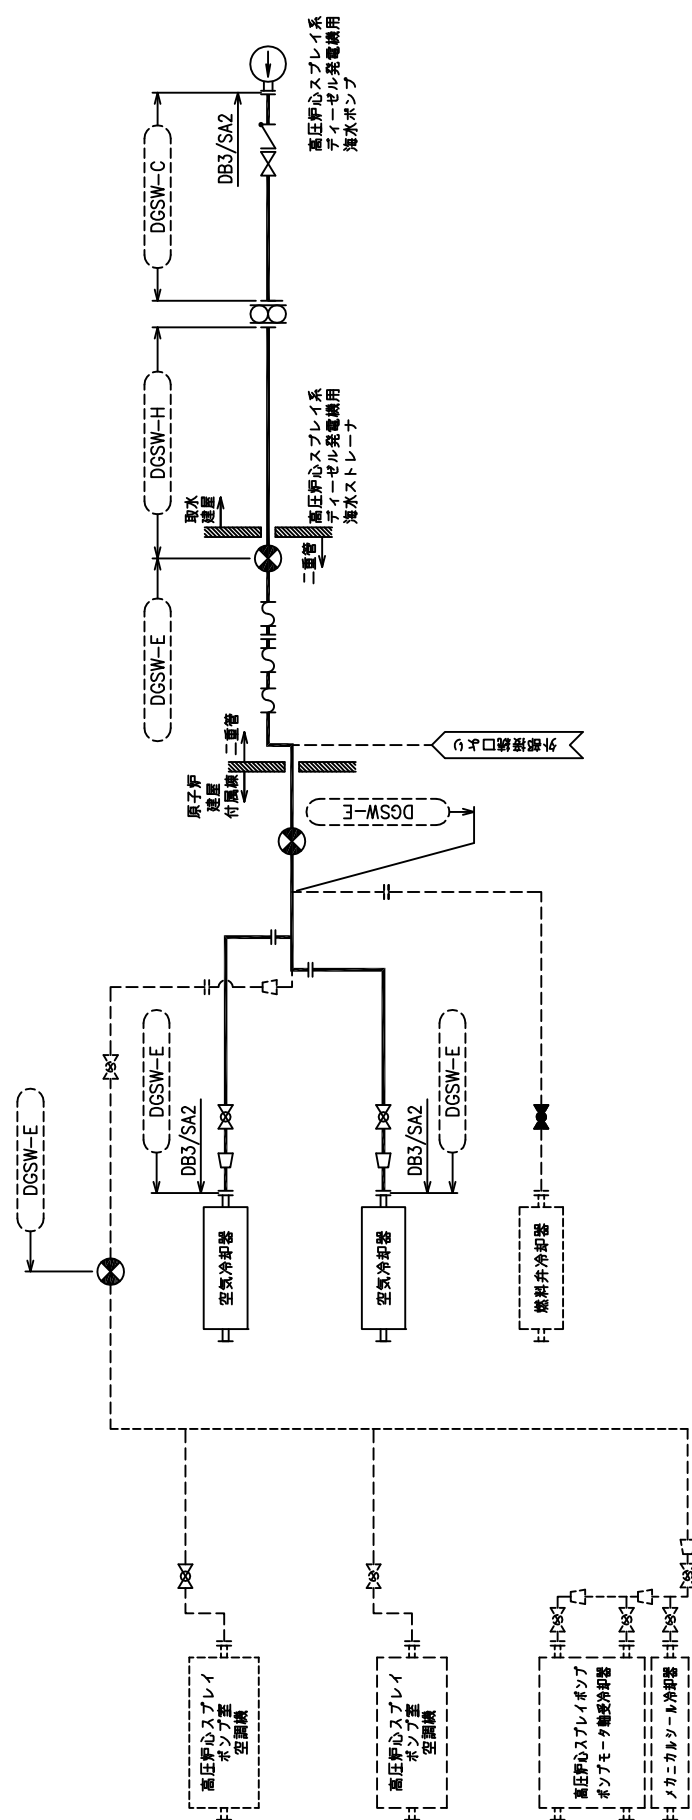 高圧炉心スプレイ系
ディーゼル発電機用
海水ポンプ
DB3/SA2
DGSW-C
DGSW-H
高圧炉心スプレイ系
ディーゼル発電機用
海水ストレーナ
取水
建屋
二重管
DGSW-E
二重管
原子炉
建屋
付属棟
外部接続口より
DGSW-E
DGSW-E
DB3/SA2
DB3/SA2
DGSW-E
DGSW-E
空気冷却器
空気冷却器
燃料弁冷却器
高圧炉心スプレイ
ポンプ室
空調機
高圧炉心スプレイ
ポンプ室
空調機
高圧炉心スプレイポンプ
ポンプモータ軸受冷却器
メカニカルシール冷却器